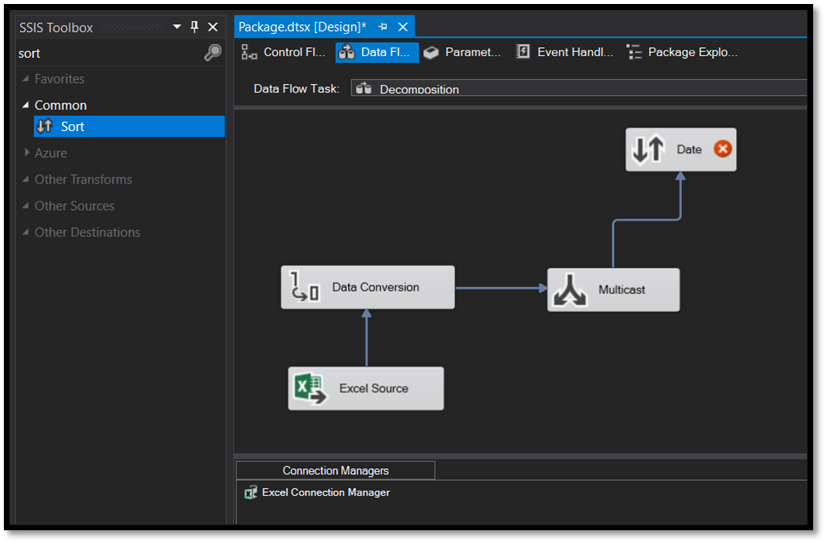 SSIS Toolbox
sort
Favorites
Common
Sort
Azure
Other Transforms
Other Sources
Other Destinations
Package.dtsx [Design]*
Control Fl...
Data Fl...
Paramet...
Event Handl...
Package Explo...
Data Flow Task:
Decomposition
Date
Data Conversion
Multicast
Excel Source
Connection Managers
Excel Connection Manager